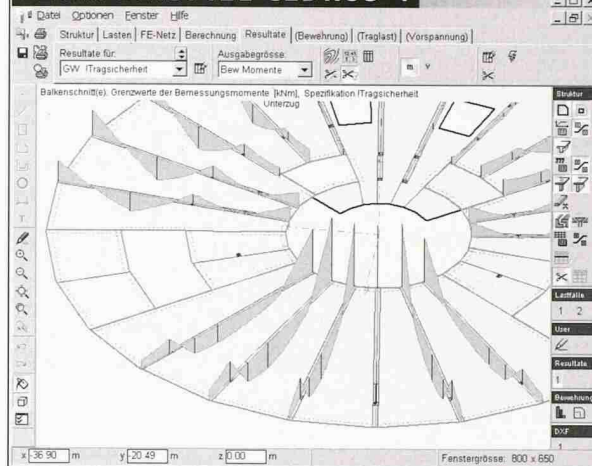 Datei Optionen Fenster Hilfe
Struktur Lasten FE-Netz Berechnung Resultate (Bewehrung) (Traglast) (Vorspannung)
Resultate für: Ausgabegrösse:
GW !Tragsicherheit Bew Momente
Balkenschnitt(e): Grenzwerte der Bemessungsmomente [kNm], Spezifikation !Tragsicherheit
Unterzug
Struktur
Lastfälle
1 2
User
Resultate
1
Bewehrung
DXF
1
x -36.90 m y -20.49 m z 0.00 m Fenstergrösse: 800 x 650